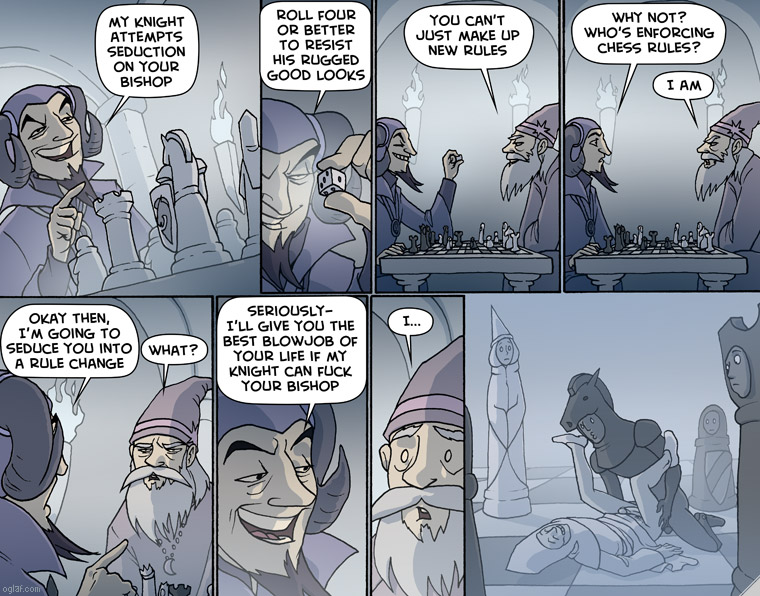 MY KNIGHT
ATTEMPTS
SEDUCTION
ON YOUR
BISHOP
ROLL FOUR
OR BETTER
TO RESIST
HIS RUGGED
GOOD LOOKS
YOU CAN'T
JUST MAKE UP
NEW RULES
WHY NOT?
WHO'S ENFORCING
CHESS RULES?
I AM
OKAY THEN,
I'M GOING TO
SEDUCE YOU INTO
A RULE CHANGE
WHAT?
SERIOUSLY–
I'LL GIVE YOU THE
BEST BLOWJOB OF
YOUR LIFE IF MY
KNIGHT CAN FUCK
YOUR BISHOP
I...
oglaf.com